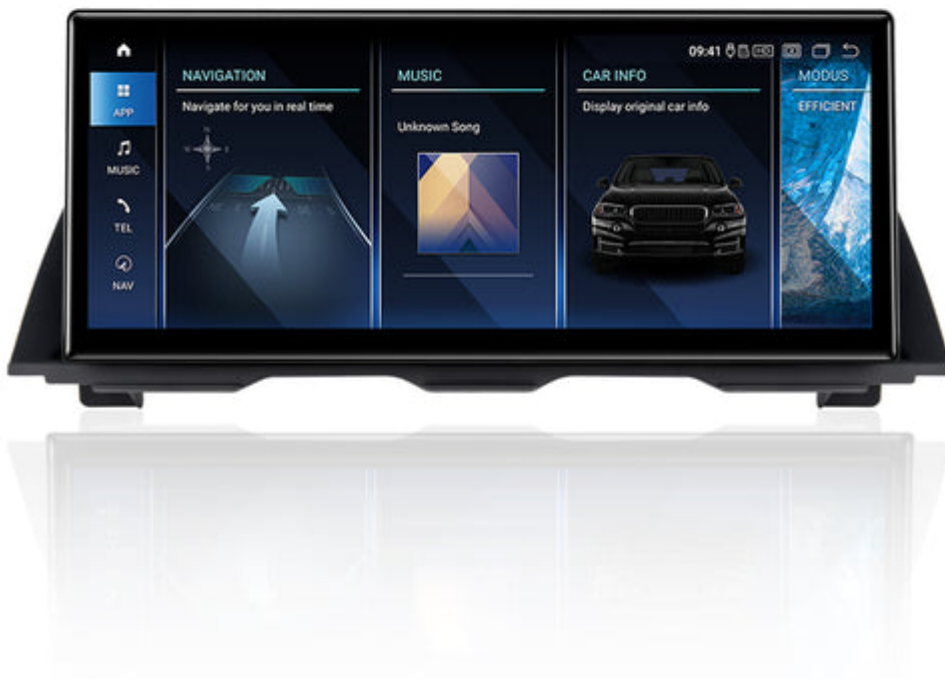 09:41
NAVIGATION
Navigate for you in real time
MUSIC
Unknown Song
CAR INFO
Display original car info
MODUS
EFFICIENT
APP
MUSIC
TEL
NAV